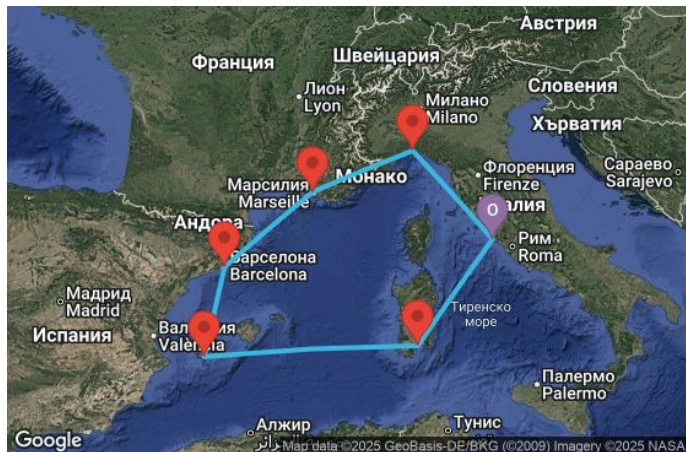 Австрия
Швейцария
Франция
Словения
Лион
Lyon
Милано
Milano
Хърватия
Монако
Флоренция
Firenze
Сараево
Sarajevo
Марсилия
Marseille
O
Андора
Рим
Roma
Барселона
Barcelona
Мадрид
Madrid
Тиренско
море
Испания
València
Палермо
Palermo
Алжир
Тунис
Tunis
Google
Map data ©2025 GeoBasis-DE/BKG (©2009) Imagery ©2025 NASA